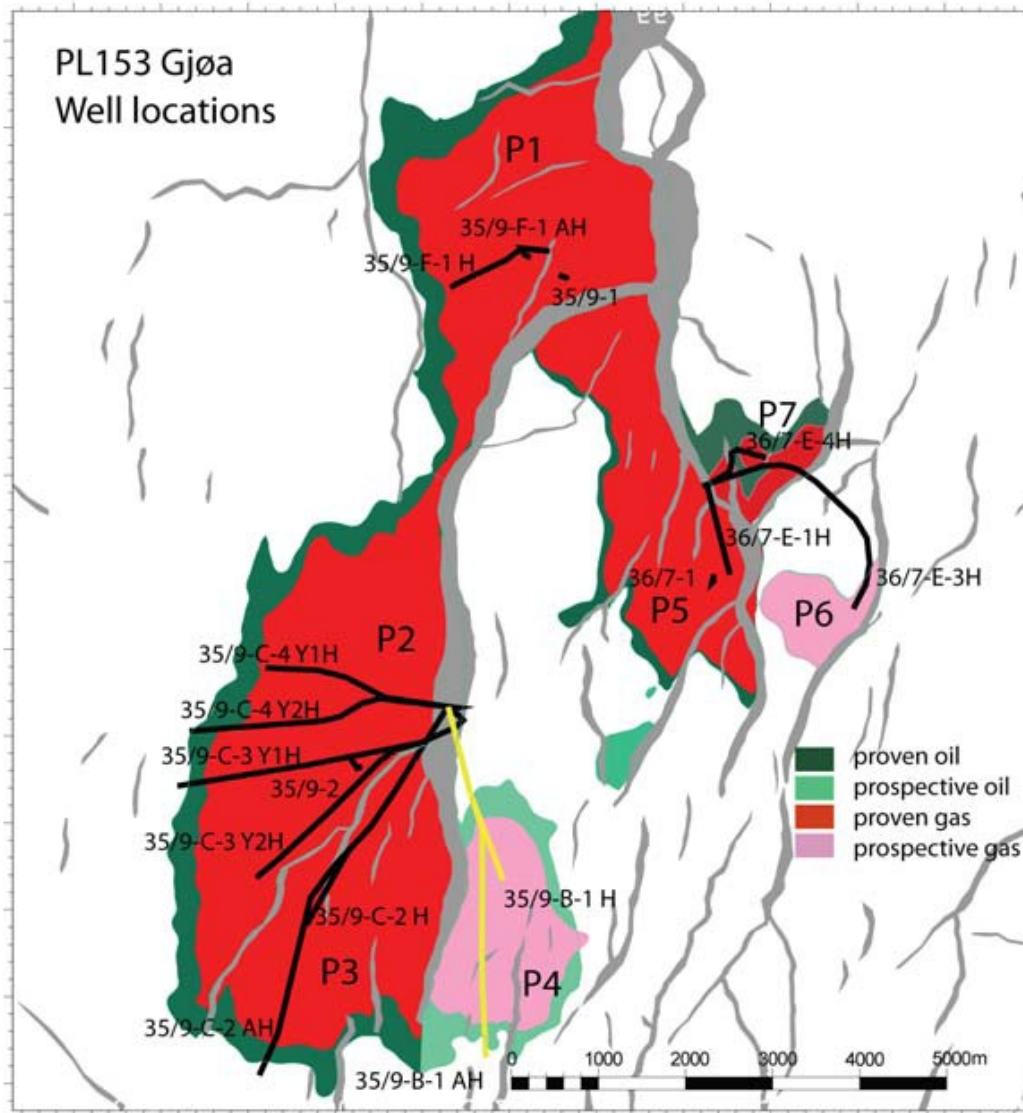 PL153 Gjøa
Well locations
P1
35/9-F-1 AH
35/9-F-1 H
35/9-1
P7
36/7-E-4H
36/7-E-1H
36/7-1
36/7-E-3H
P5
P6
P2
35/9-C-4 Y1H
35/9-C-4 Y2H
35/9-C-3 Y1H
35/9-2
proven oil
prospective oil
proven gas
prospective gas
35/9-C-3 Y2H
35/9-B-1 H
35/9-C-2 H
P3
P4
35/9-C-2 AH
35/9-B-1 AH
0 1000 2000 3000 4000 5000m